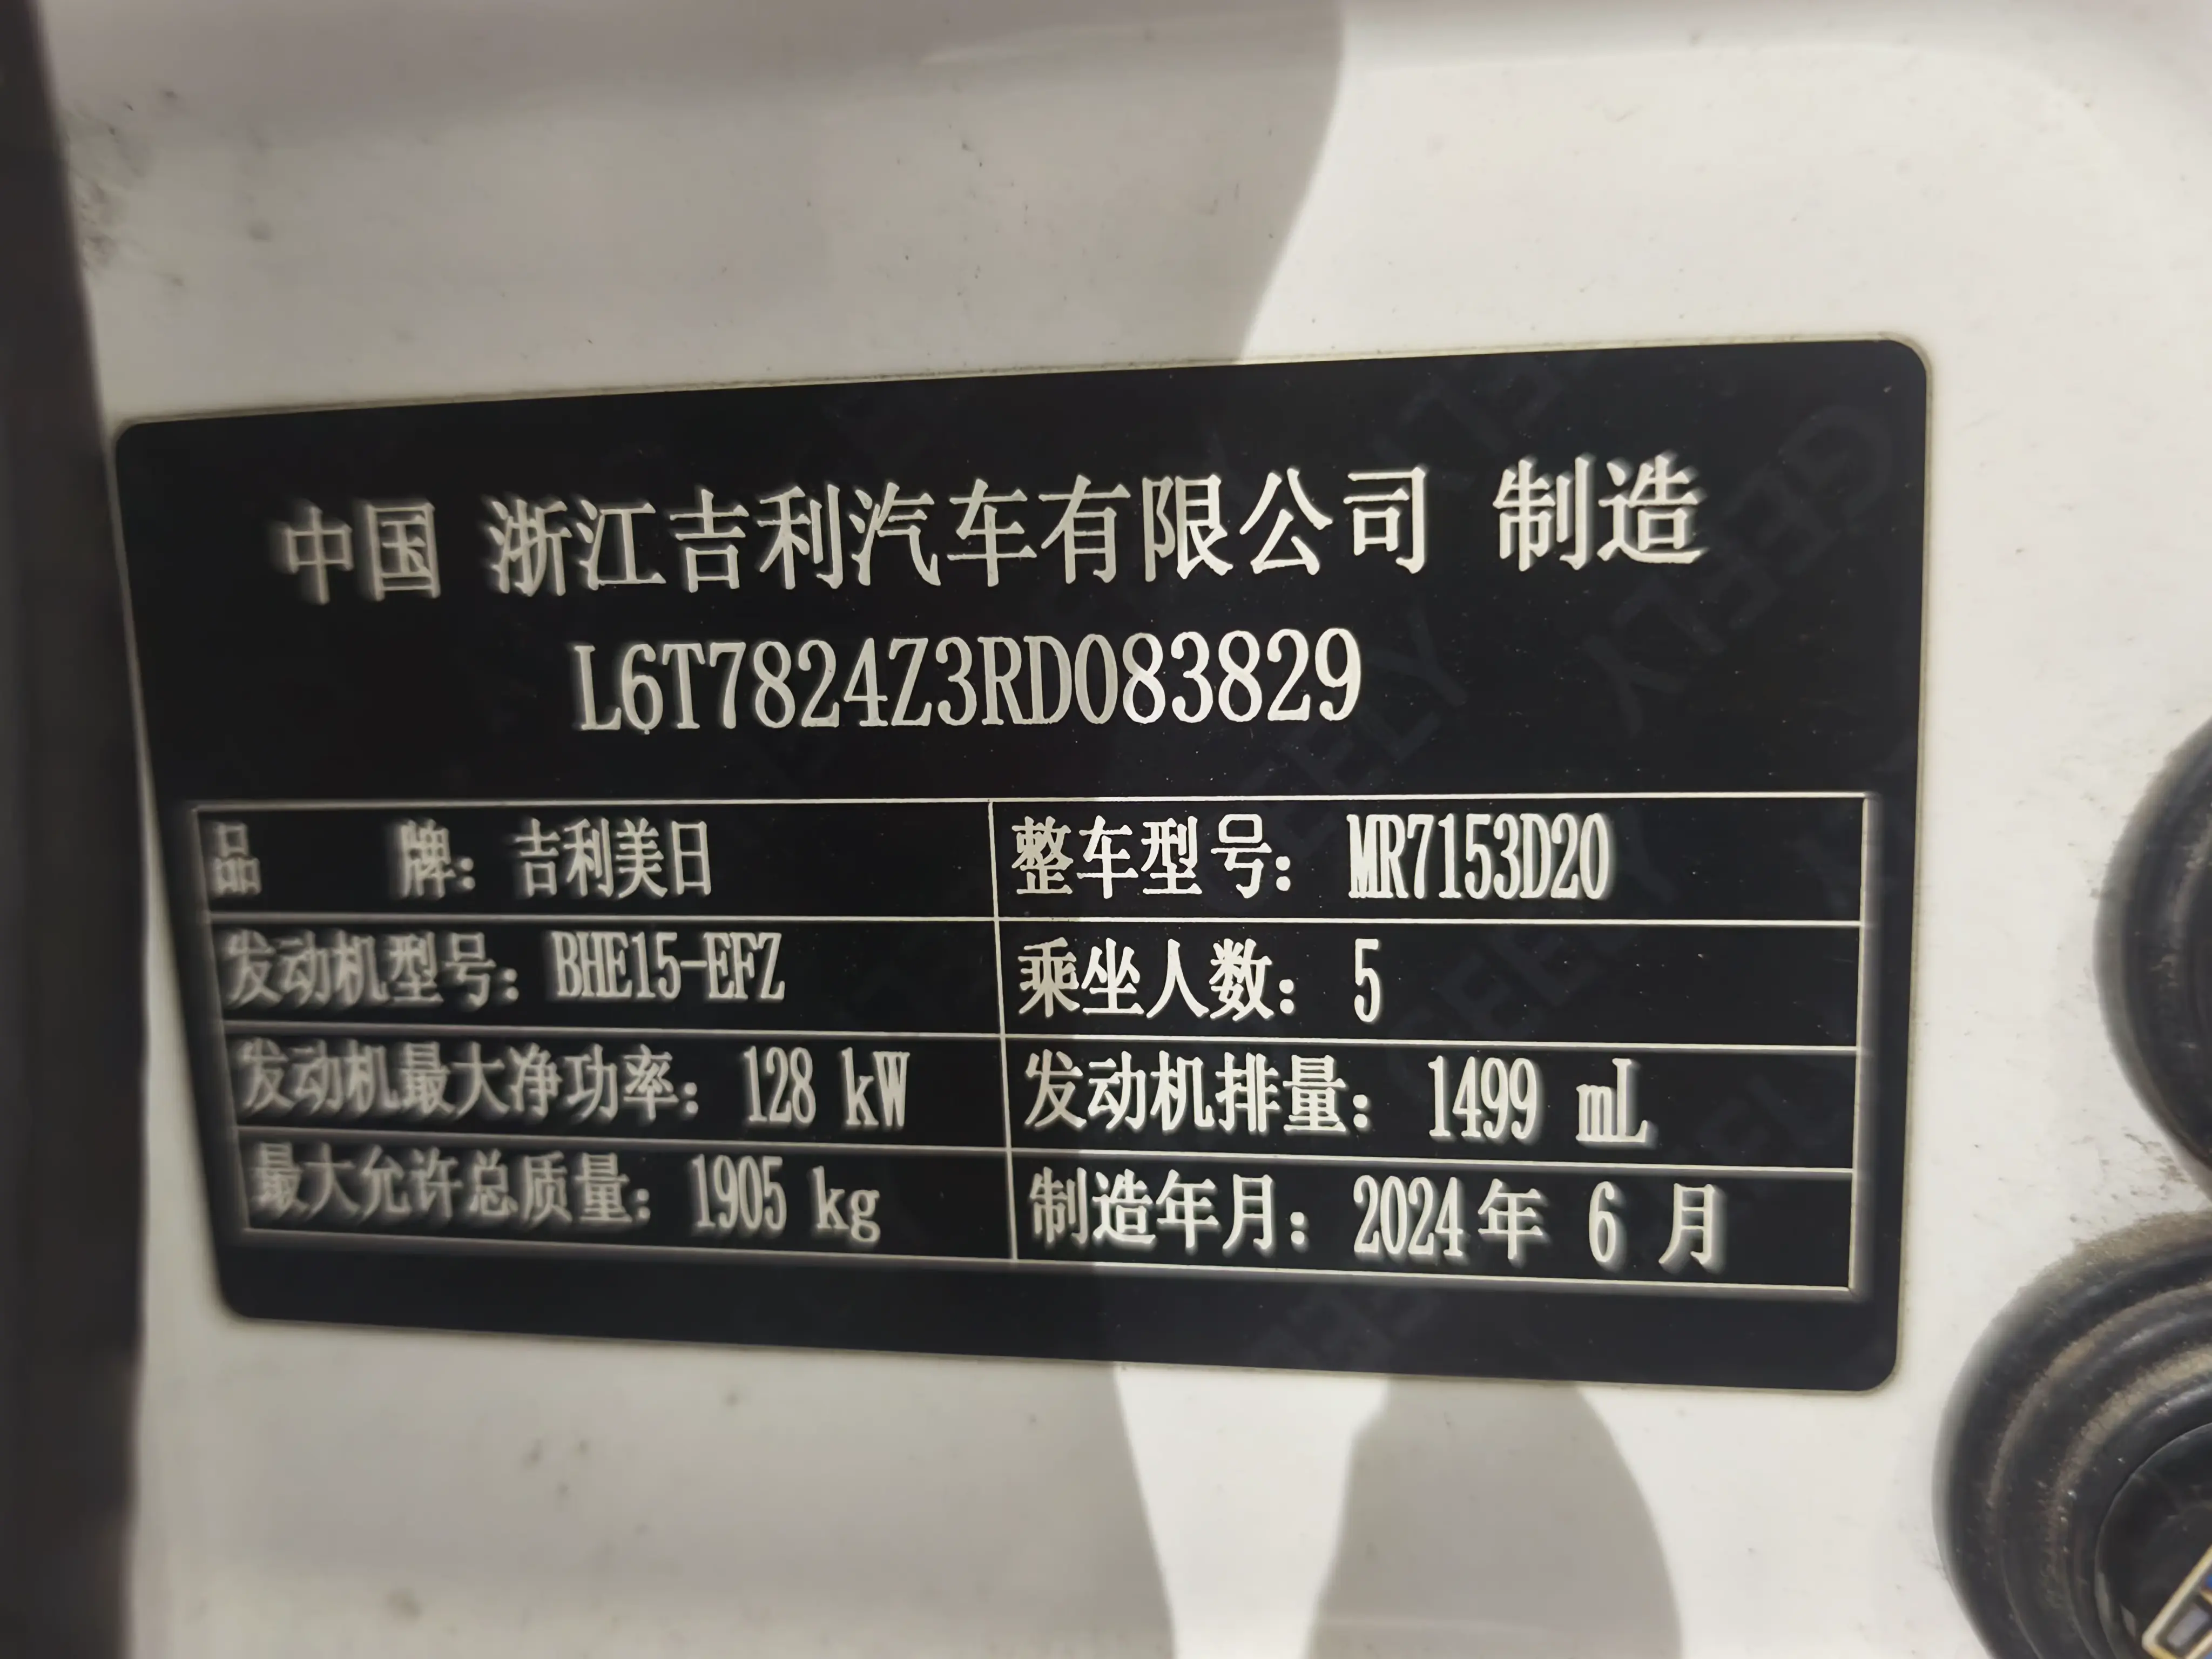 中国 浙江吉利汽车有限公司 制造
L6T7824Z3RD083829
品 牌：吉利美日 整车型号：MR7153D20
发动机型号：BHE15-EFZ 乘坐人数：5
发动机最大净功率：128 kW 发动机排量：1499 mL
最大允许总质量：1905 kg 制造年月：2024年 6 月
GEELY
GEELY
GEELY